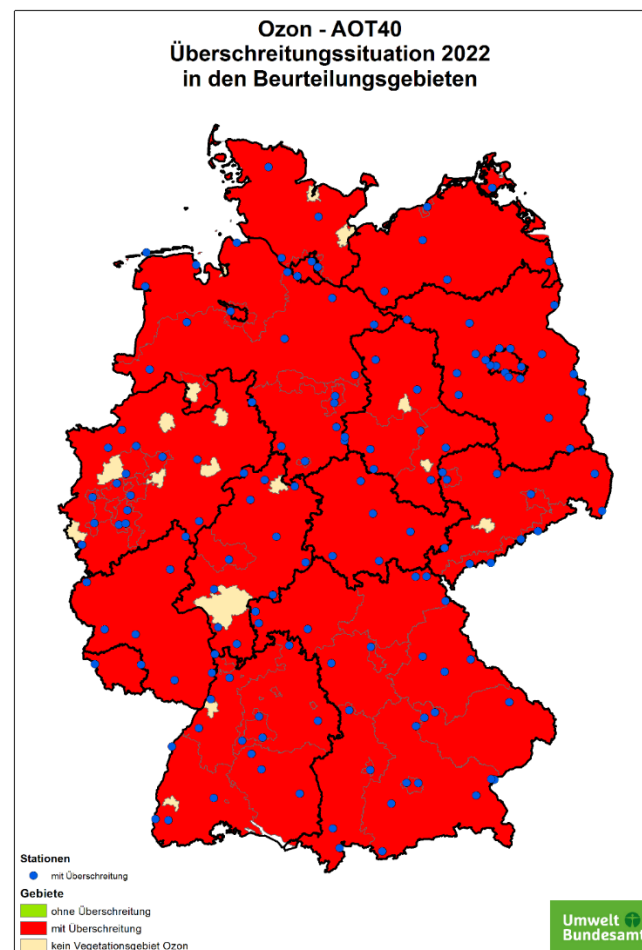 Ozon - AOT40
Überschreitungssituation 2022
in den Beurteilungsgebieten
Stationen
mit Überschreitung
Gebiete
ohne Überschreitung
mit Überschreitung
kein Vegetationsgebiet Ozon
Umwelt
Bundesamt